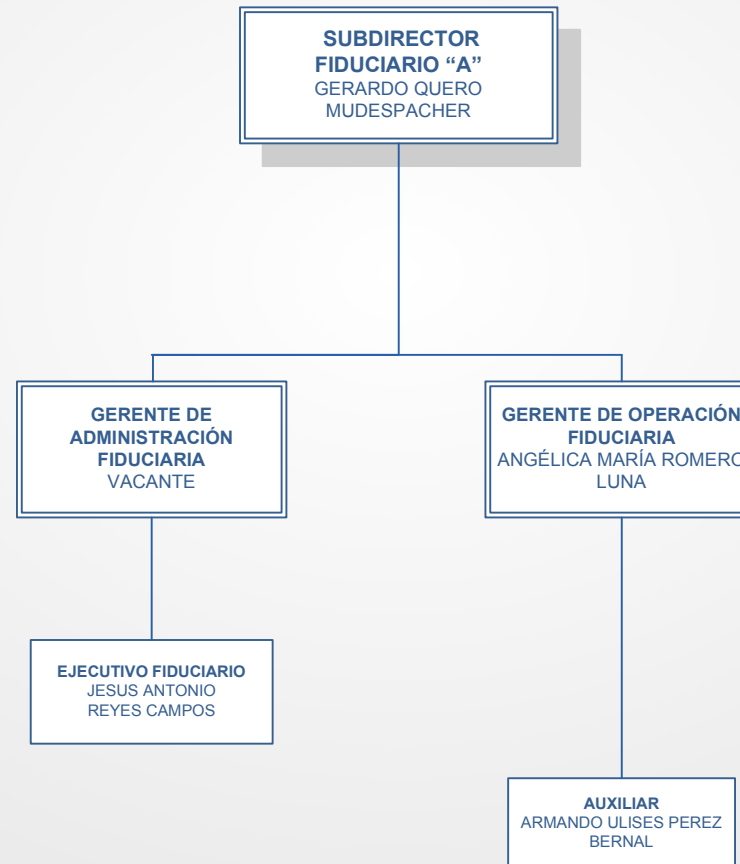 SUBDIRECTOR
FIDUCIARIO “A”
GERARDO QUERO
MUDESPACHER
GERENTE DE
ADMINISTRACIÓN
FIDUCIARIA
VACANTE
GERENTE DE OPERACIÓN
FIDUCIARIA
ANGÉLICA MARÍA ROMERO
LUNA
EJECUTIVO FIDUCIARIO
JESUS ANTONIO
REYES CAMPOS
AUXILIAR
ARMANDO ULISES PEREZ
BERNAL